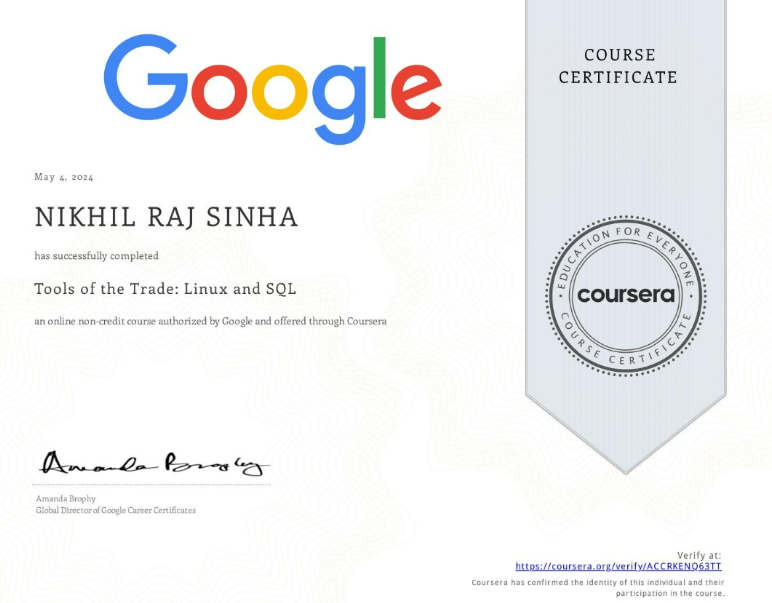 Google
COURSE
CERTIFICATE
May 4, 2024
NIKHIL RAJ SINHA
has successfully completed
Tools of the Trade: Linux and SQL
an online non-credit course authorized by Google and offered through Coursera
EDUCATION FOR EVERYONE
coursera
COURSE CERTIFICATE
Amanda Brophy
Amanda Brophy
Global Director of Google Career Certificates
Verify at:
https://coursera.org/verify/ACCRKENQ63TT
Coursera has confirmed the identity of this individual and their
participation in the course.